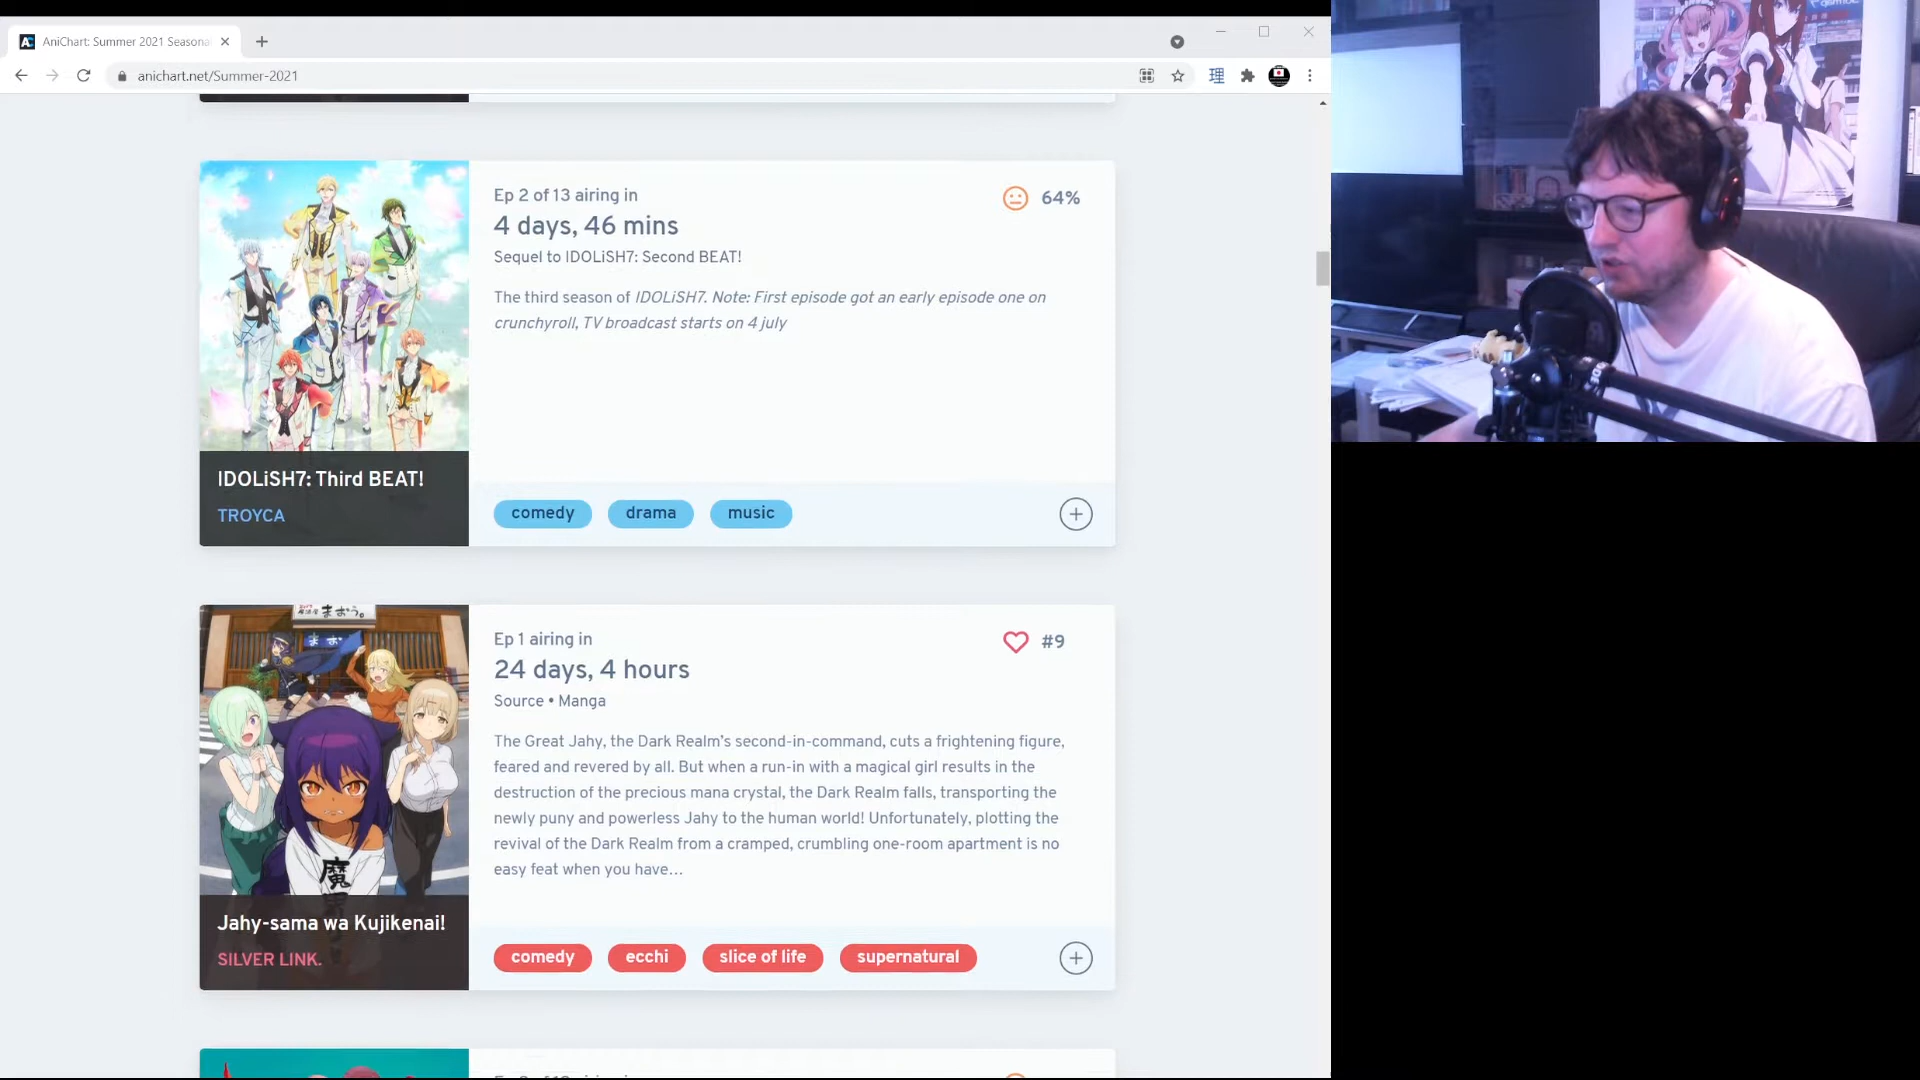 AniChart: Summer 2021 Seasona
anichart.net/Summer-2021
理
Ep 2 of 13 airing in
64%
4 days, 46 mins
Sequel to IDOLiSH7: Second BEAT!
The third season of IDOLiSH7. Note: First episode got an early episode one on
crunchyroll, TV broadcast starts on 4 july
IDOLiSH7: Third BEAT!
TROYCA
comedy
drama
music
まおう。
Ep 1 airing in
#9
24 days, 4 hours
Source • Manga
The Great Jahy, the Dark Realm’s second-in-command, cuts a frightening figure,
feared and revered by all. But when a run-in with a magical girl results in the
destruction of the precious mana crystal, the Dark Realm falls, transporting the
newly puny and powerless Jahy to the human world! Unfortunately, plotting the
revival of the Dark Realm from a cramped, crumbling one-room apartment is no
easy feat when you have…
魔
Jahy-sama wa Kujikenai!
SILVER LINK.
comedy
ecchi
slice of life
supernatural